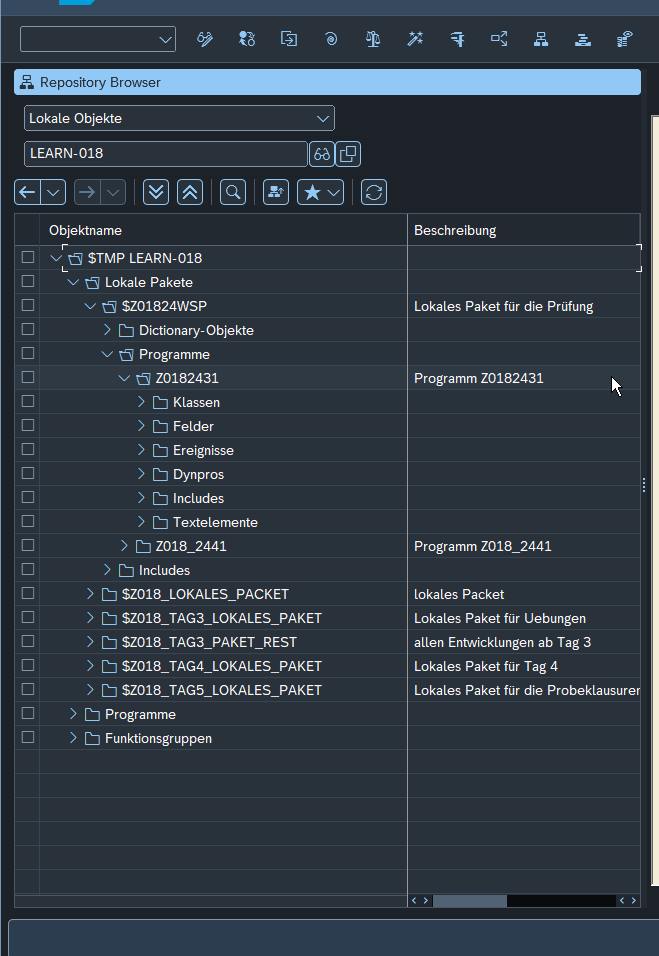 Repository Browser
Lokale Objekte
LEARN-018
Objektname Beschreibung
$TMP LEARN-018
Lokale Pakete
$Z01824WSP Lokales Paket für die Prüfung
Dictionary-Objekte
Programme
Z0182431 Programm Z0182431
Klassen
Felder
Ereignisse
Dynpros
Includes
Textelemente
Z018_2441 Programm Z018_2441
Includes
$Z018_LOKALES_PACKET lokales Packet
$Z018_TAG3_LOKALES_PAKET Lokales Paket für Uebungen
$Z018_TAG3_PAKET_REST allen Entwicklungen ab Tag 3
$Z018_TAG4_LOKALES_PAKET Lokales Paket für Tag 4
$Z018_TAG5_LOKALES_PAKET Lokales Paket für die Probeklausuren
Programme
Funktionsgruppen